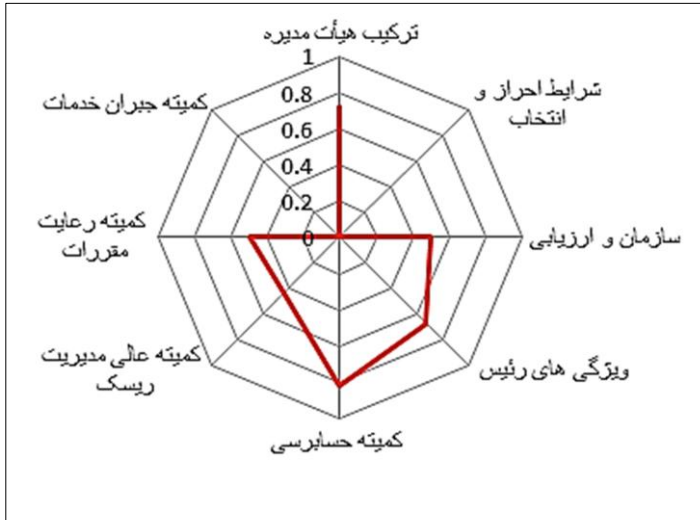 ترکیب هیأت مدیره
1
شرایط احراز و
انتخاب
کمیته جبران خدمات
0.8
0.6
0.4
0.2
0
سازمان و ارزیابی
کمیته رعایت
مقررات
ویژگی های رئیس
کمیته عالی مدیریت
ریسک
کمیته حسابرسی